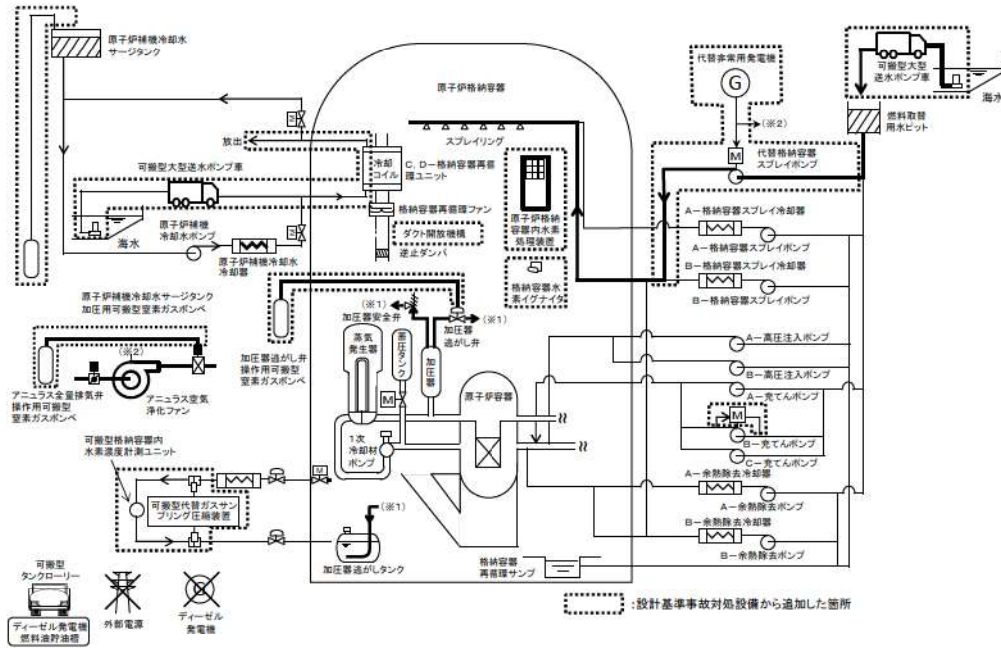 原子炉補機冷却水
サージタンク
原子炉格納容器
代替非常用発電機
G
可搬型大型
送水ポンプ車
海水
燃料取替
用水ピット
(※2)
M
放出
スプレイリング
代替格納容器
スプレイポンプ
M
可搬型大型送水ポンプ車
冷却
コイル
C, D-格納容器再循
環ユニット
格納容器再循環ファン
ダクト開放機構
逆止ダンパ
原子炉格納
容器内水素
処理装置
A-格納容器スプレイ冷却器
A-格納容器スプレイポンプ
B-格納容器スプレイ冷却器
B-格納容器スプレイポンプ
海水
原子炉補機
冷却水ポンプ
M
原子炉補機冷却水
冷却器
格納容器水
素イグナイタ
原子炉補機冷却水サージタンク
加圧用可搬型窒素ガスボンベ
(※1)
加圧器安全弁
(※1)
加圧器
逃がし弁
(※2)
アニュラス全量排気弁
操作用可搬型
窒素ガスボンベ
アニュラス空気
浄化ファン
加圧器逃がし弁
操作用可搬型
窒素ガスボンベ
蒸気
発生器
蓄圧タンク
加圧器
M
原子炉容器
A-高圧注入ポンプ
B-高圧注入ポンプ
A-充てんポンプ
M
B-充てんポンプ
C-充てんポンプ
1次
冷却材
ポンプ
可搬型格納容器内
水素濃度計測ユニット
M
可搬型代替ガスサン
プリング圧縮装置
A-余熱除去冷却器
A-余熱除去ポンプ
B-余熱除去冷却器
B-余熱除去ポンプ
(※1)
加圧器逃がしタンク
格納容器
再循環サンプ
可搬型
タンクローリー
ディーゼル発電機
燃料油貯油槽
外部電源
ディーゼル
発電機
:設計基準事故対処設備から追加した箇所